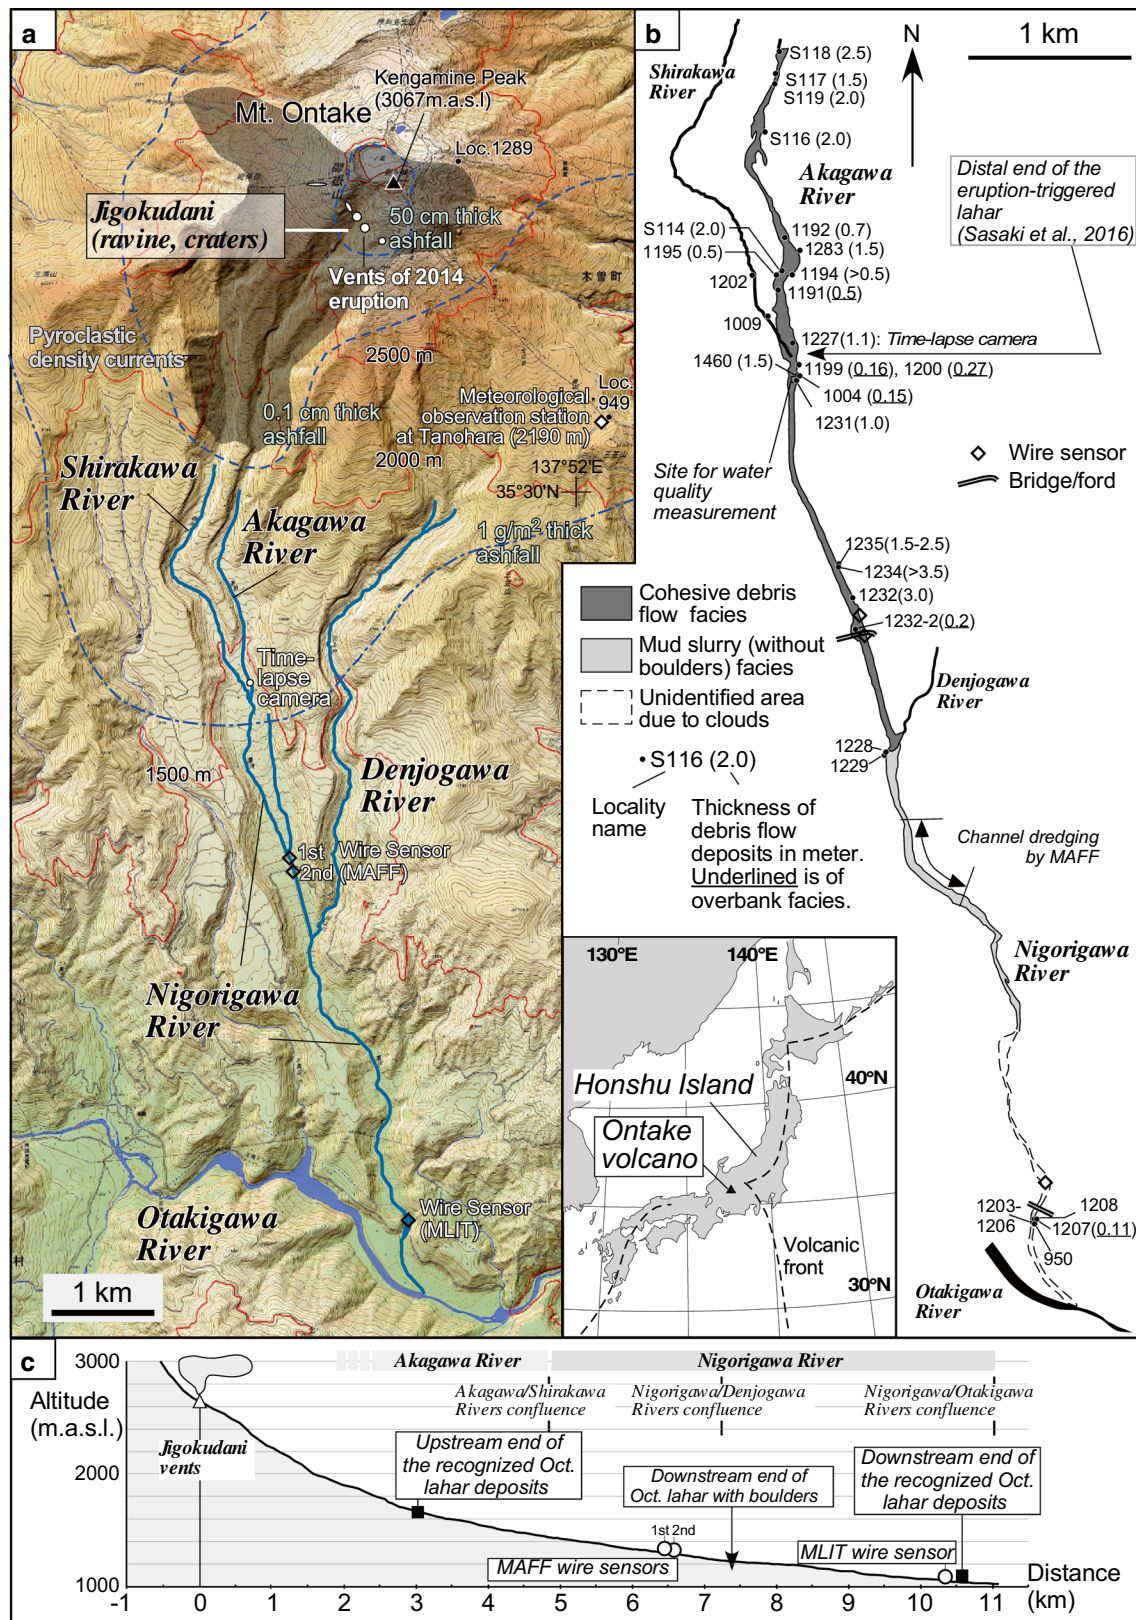 a
Kengamine Peak
(3067m.a.s.l)
Mt. Ontake
Loc.1289
Jigokudani
(ravine, craters)
50 cm thick
ashfall
Vents of 2014
eruption
木曽町
Pyroclastic
density currents
2500 m
Loc.
949
Meteorological
observation station
at Tanohara (2190 m)
0.1 cm thick
ashfall
2000 m
137°52'E
35°30'N
Shirakawa
River
Akagawa
River
1 g/m² thick
ashfall
Time-
lapse
camera
1500 m
Denjogawa
River
1st
2nd
Wire Sensor
(MAFF)
Nigorigawa
River
Otakigawa
River
Wire Sensor
(MLIT)
村
1 km
b
N
1 km
Shirakawa
River
S118 (2.5)
S117 (1.5)
S119 (2.0)
S116 (2.0)
Akagawa
River
Distal end of the
eruption-triggered
lahar
(Sasaki et al., 2016)
S114 (2.0)
1195 (0.5)
1192 (0.7)
1283 (1.5)
1194 (>0.5)
1202
1191(0.5)
1009
1227(1.1): Time-lapse camera
1460 (1.5)
1199 (0.16), 1200 (0.27)
1004 (0.15)
1231(1.0)
Site for water
quality
measurement
Wire sensor
Bridge/ford
1235(1.5-2.5)
1234(>3.5)
1232(3.0)
1232-2(0.2)
Cohesive debris
flow facies
Mud slurry (without
boulders) facies
Unidentified area
due to clouds
S116 (2.0)
Locality
name
Thickness of
debris flow
deposits in meter.
Underlined is of
overbank facies.
Denjogawa
River
1228
1229
Channel dredging
by MAFF
Nigorigawa
River
1203-
1206
1208
1207(0.11)
950
Otakigawa
River
130°E
140°E
40°N
30°N
Honshu Island
Ontake
volcano
Volcanic
front
c
Akagawa River
Nigorigawa River
Akagawa/Shirakawa
Rivers confluence
Nigorigawa/Denjogawa
Rivers confluence
Nigorigawa/Otakigawa
Rivers confluence
3000
Altitude
(m.a.s.l.)
2000
1000
Jigokudani
vents
Upstream end of
the recognized Oct.
lahar deposits
Downstream end of
Oct. lahar with boulders
Downstream end of
the recognized Oct.
lahar deposits
1st 2nd
MAFF wire sensors
MLIT wire sensor
-1 0 1 2 3 4 5 6 7 8 9 10 11 12
Distance
(km)